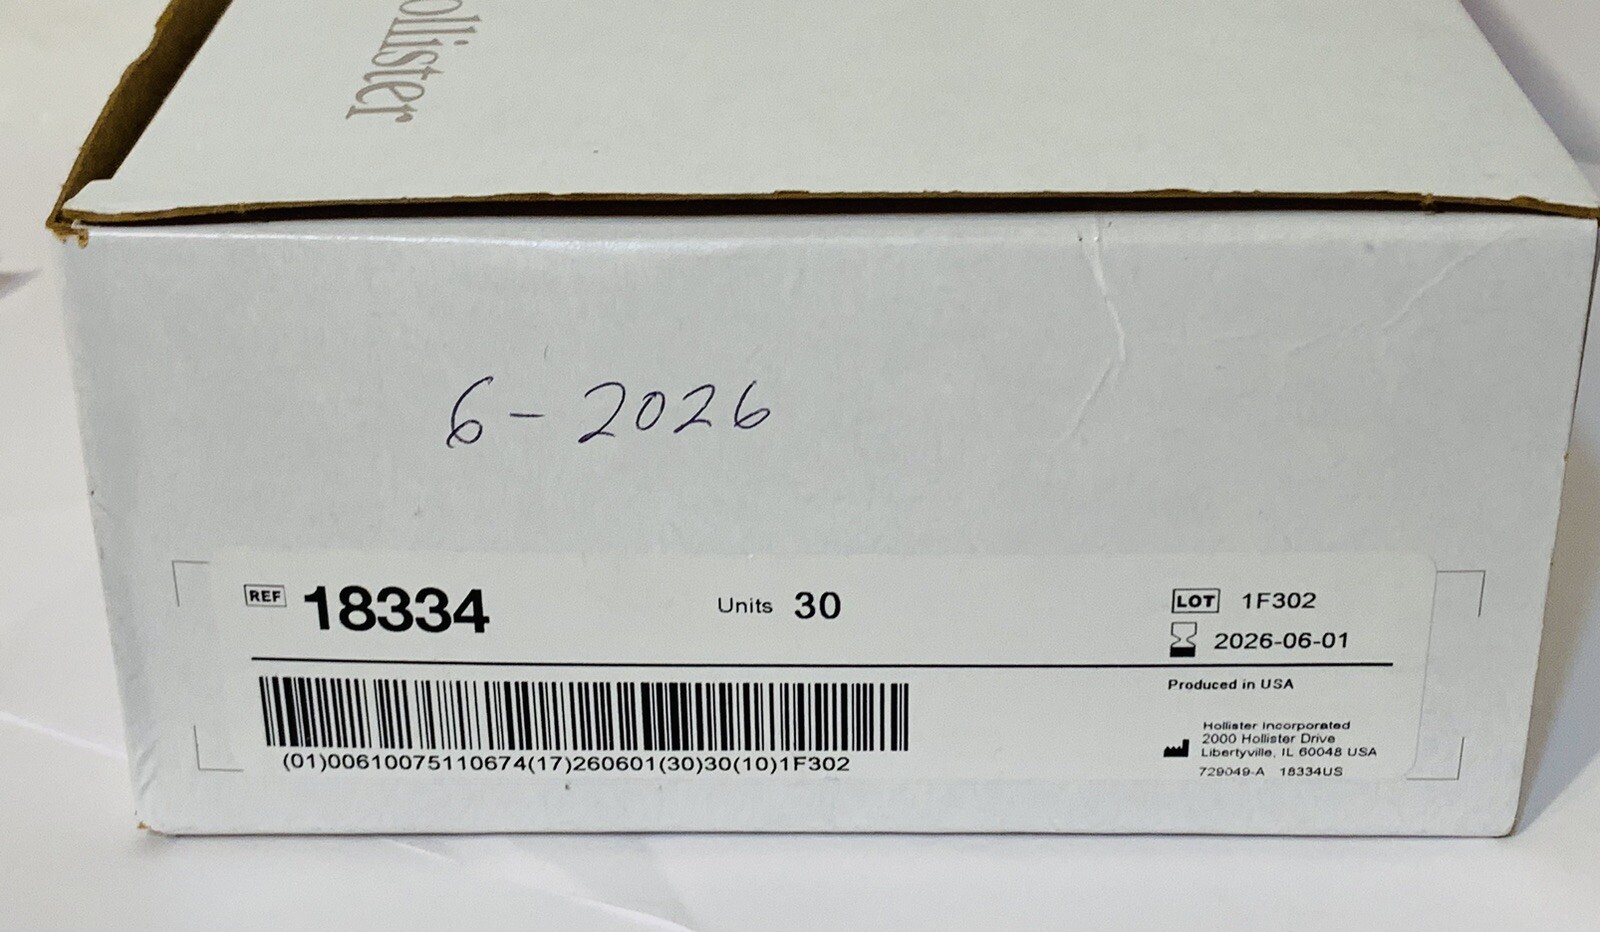 ollister
6-2026
REF 18334 Units 30 LOT 1F302
2026-06-01
Produced in USA
(01)00610075110674(17)260601(30)30(10)1F302
Hollister Incorporated
2000 Hollister Drive
Libertyville, IL 60048 USA
729049-A 18334US